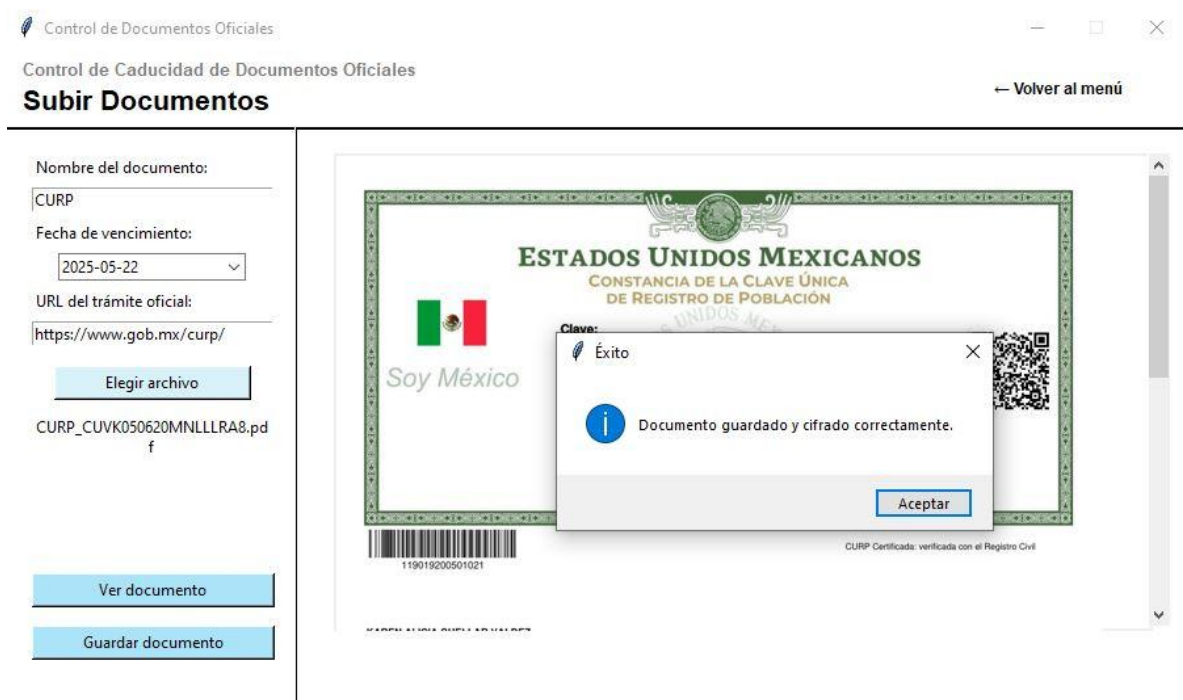 Control de Documentos Oficiales
Control de Caducidad de Documentos Oficiales
Subir Documentos
← Volver al menú
Nombre del documento:
CURP
Fecha de vencimiento:
2025-05-22
URL del trámite oficial:
https://www.gob.mx/curp/
Elegir archivo
CURP_CUVK050620MNLLLRA8.pd
f
Ver documento
Guardar documento
ESTADOS UNIDOS MEXICANOS
CONSTANCIA DE LA CLAVE ÚNICA
DE REGISTRO DE POBLACIÓN
UNIDOS
Clave:
Soy México
Éxito
Documento guardado y cifrado correctamente.
Aceptar
119019200501021
CURP Certificada: verificada con el Registro Civil